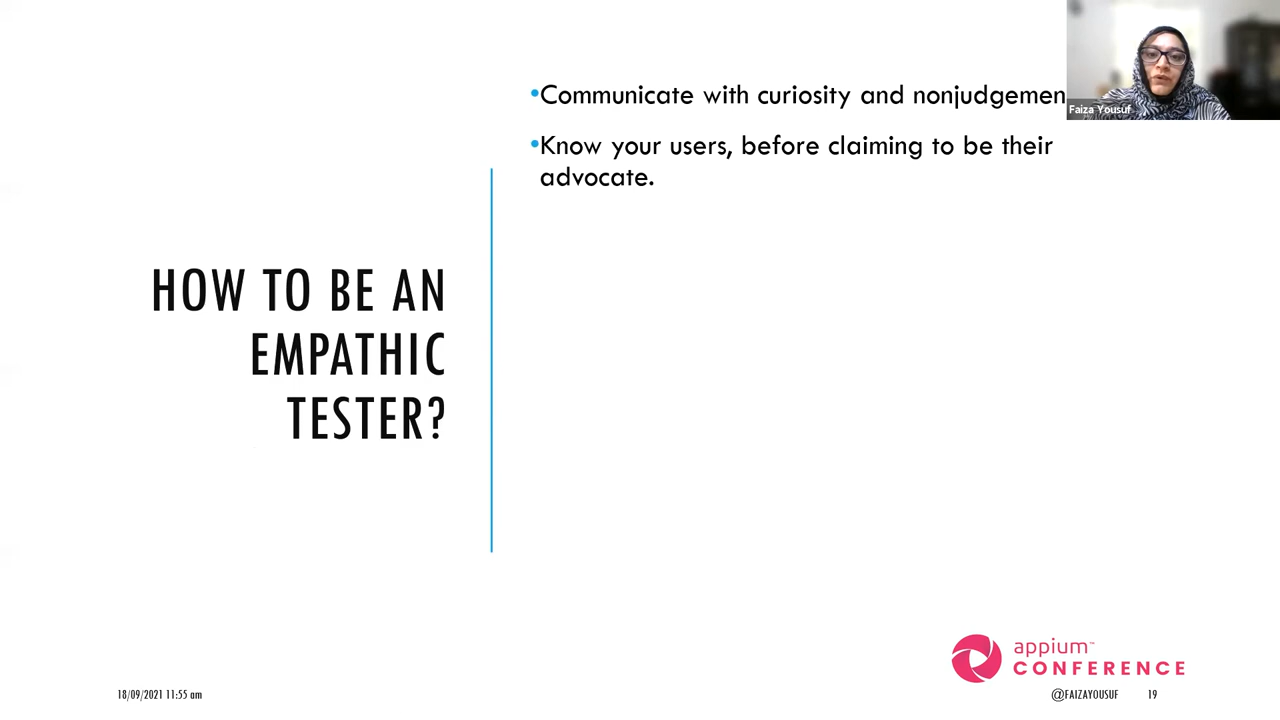 •Communicate with curiosity and nonjudgemen
Faiza Yousuf
•Know your users, before claiming to be their
advocate.
HOW TO BE AN
EMPATHIC
TESTER?
appium™
CONFERENCE
18/09/2021 11:55 am
@FAIZAYOUSUF
19